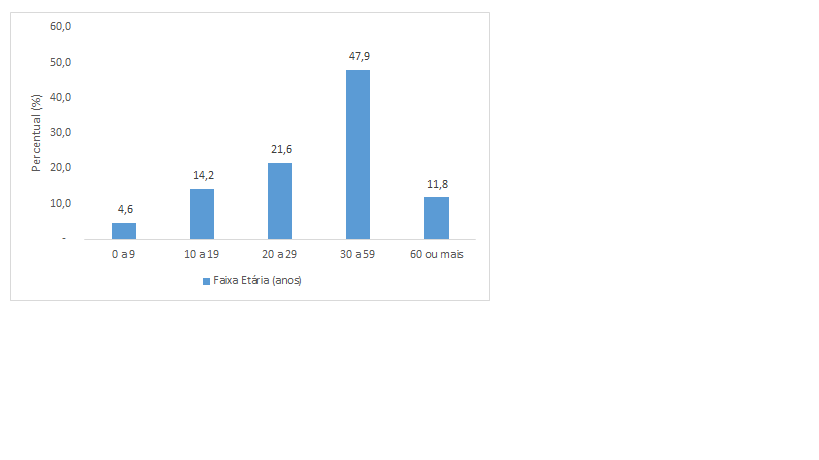 60,0
50,0
40,0
30,0
20,0
10,0
-
Percentual (%)
4,6
14,2
21,6
47,9
11,8
0 a 9
10 a 19
20 a 29
30 a 59
60 ou mais
Faixa Etária (anos)